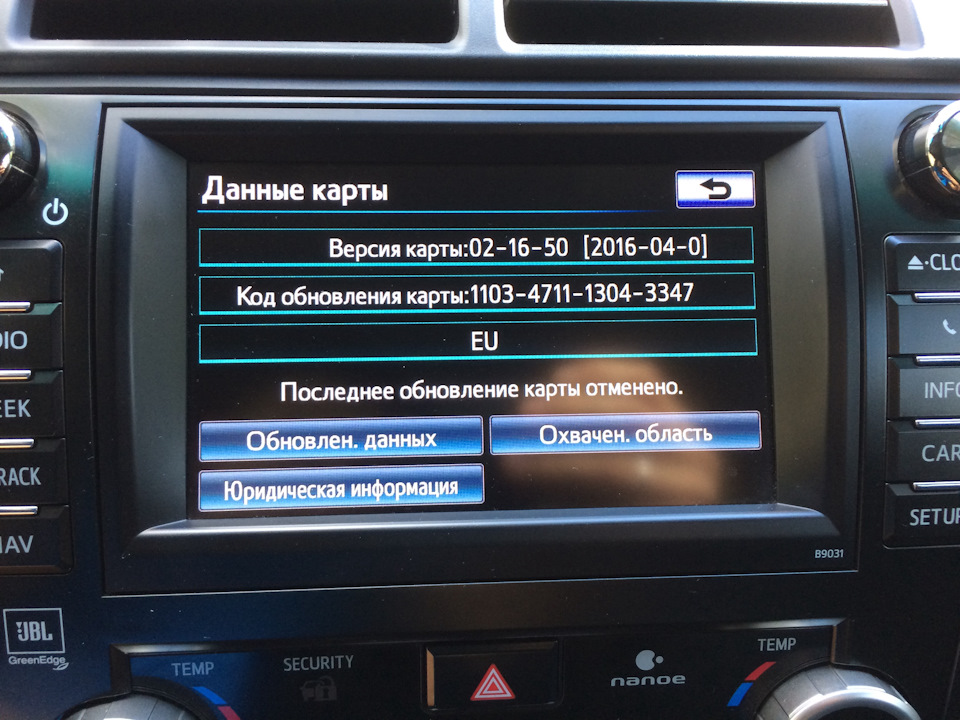 Данные карты
Версия карты:02-16-50 [2016-04-0]
Код обновления карты:1103-4711-1304-3347
EU
Последнее обновление карты отменено.
Обновлен. данных
Охвачен. область
Юридическая информация
B9031
CLO
DIO
EEK
INFO
RACK
CAR
SETUP
NAV
JBL
GreenEdge
TEMP
SECURITY
nanoe
TEMP